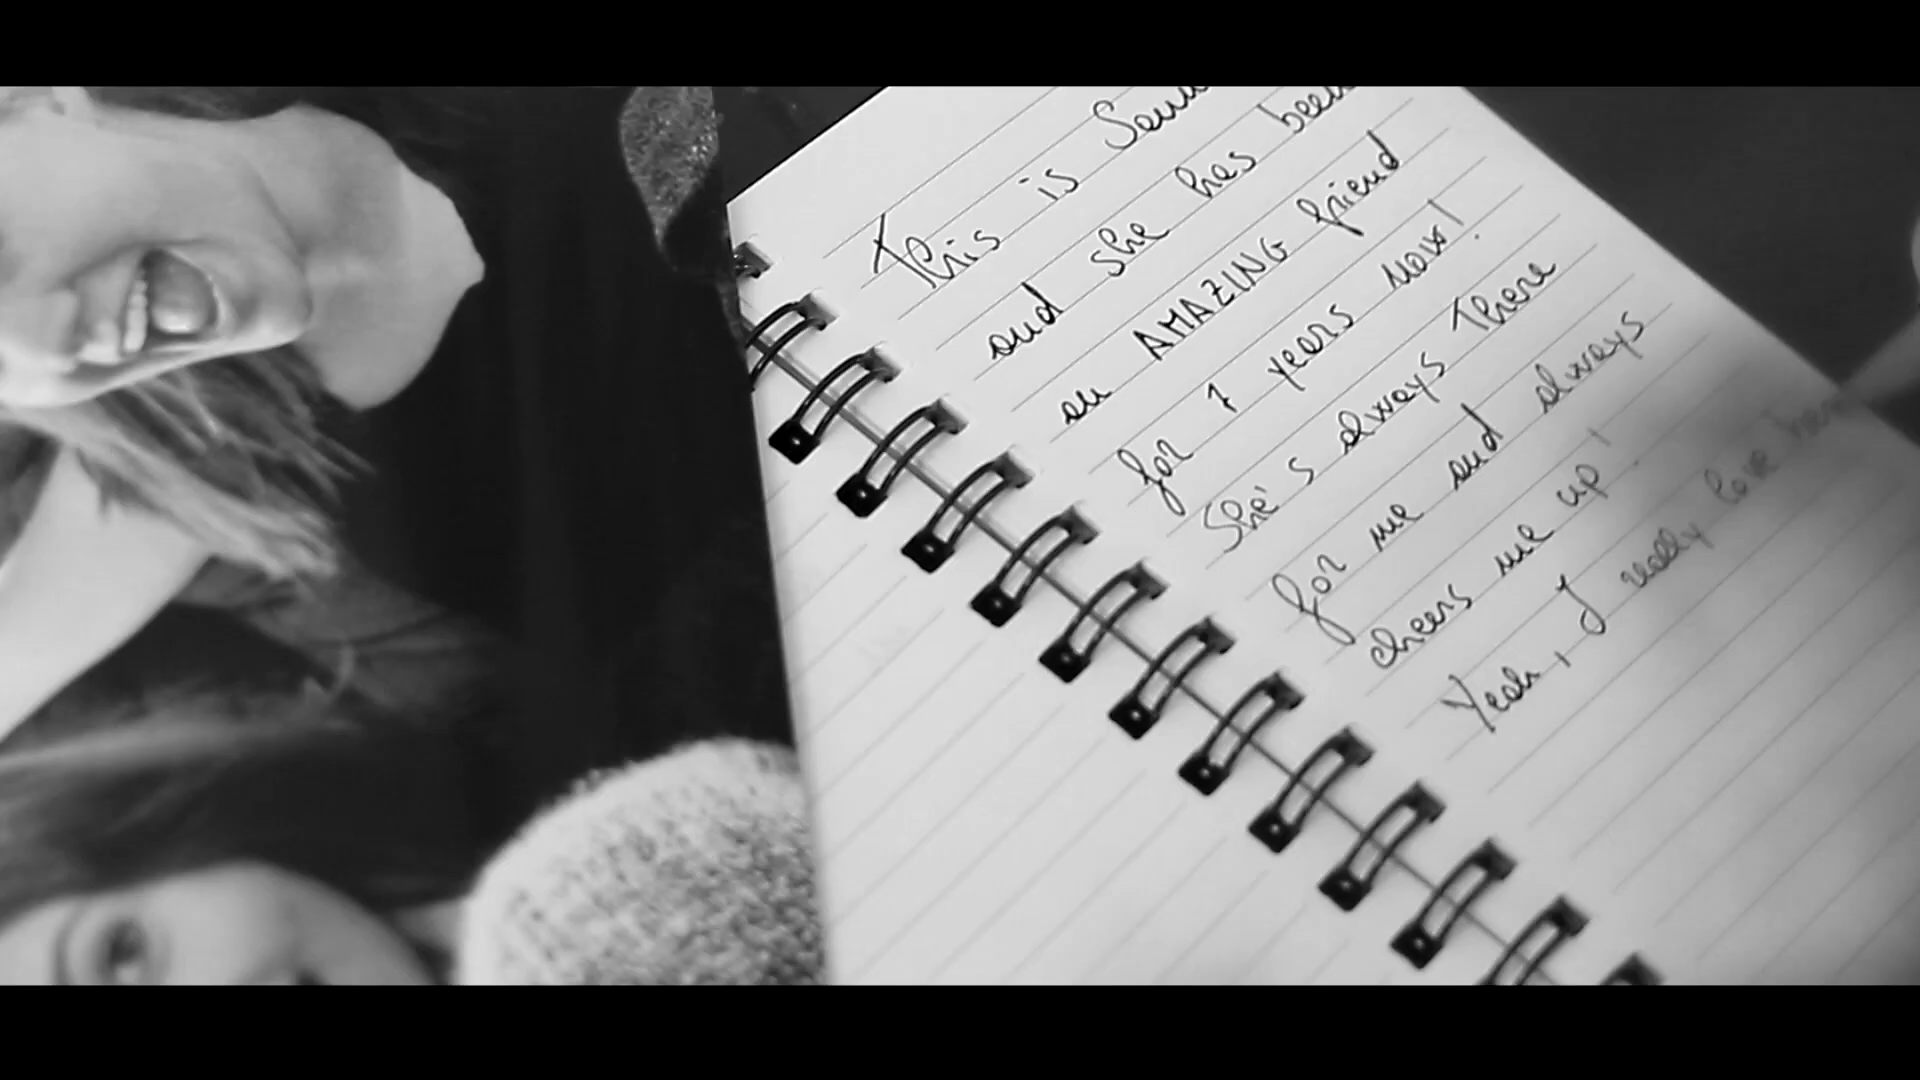 This is
and she has been
an AMAZING friend
for 7 years now!
She's always There
for me and always
cheers me up!
Yeah, I really love